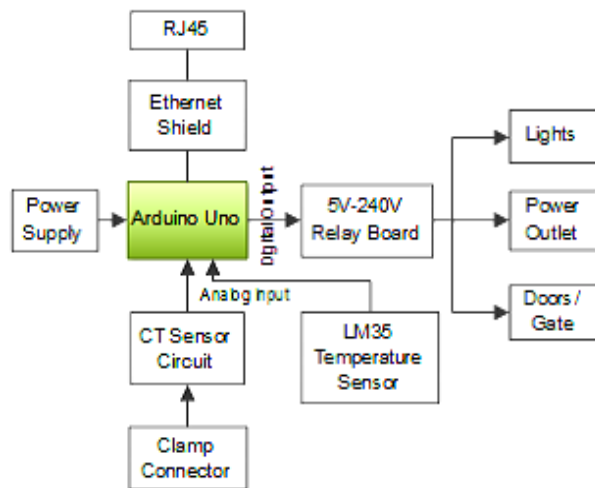 RJ45
Ethernet
Shield
Power
Supply
Arduino Uno
Digital Output
5V-240V
Relay Board
Lights
Power
Outlet
Doors /
Gate
Analog Input
CT Sensor
Circuit
LM35
Temperature
Sensor
Clamp
Connector